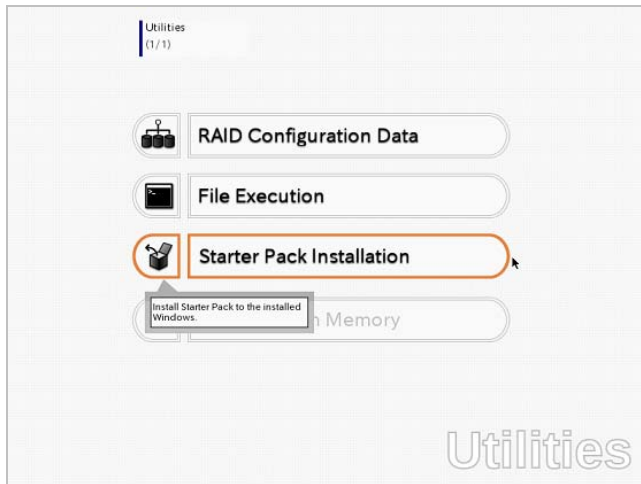 Utilities
(1/1)
RAID Configuration Data
File Execution
Starter Pack Installation
Install Starter Pack to the installed
Windows.
Memory
Utilities